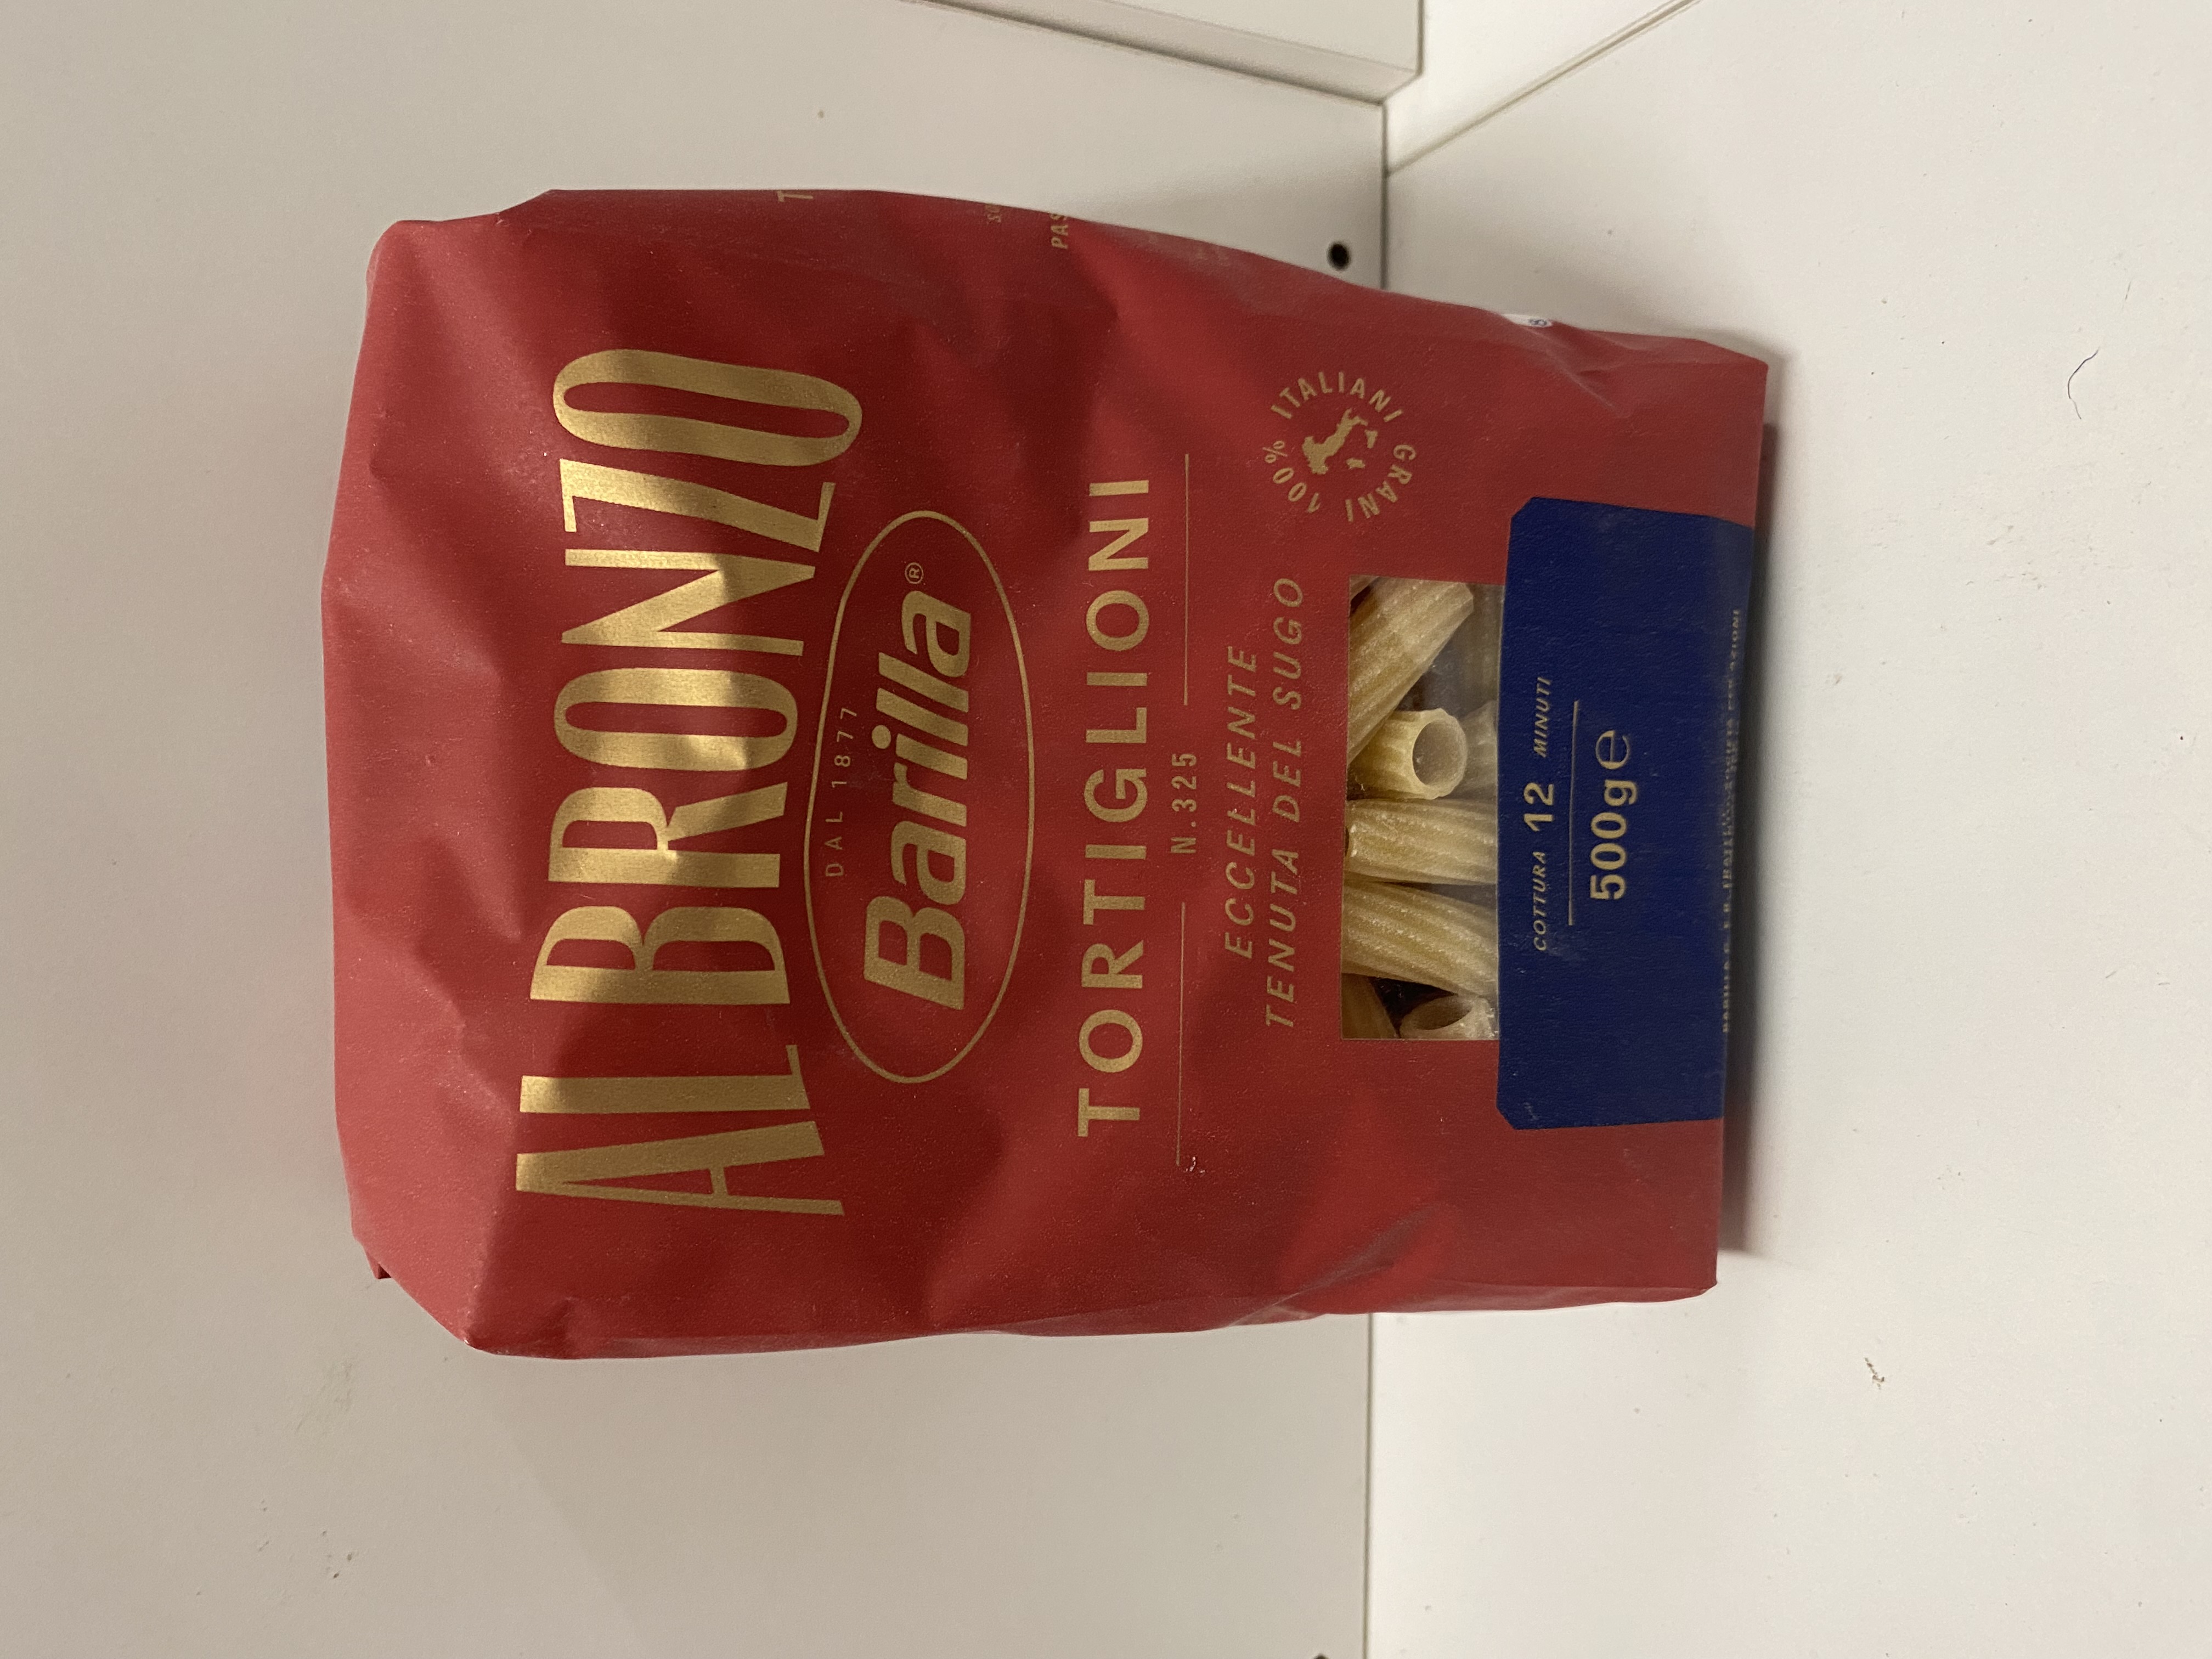 AL BRONZO
DAL 1877
Barilla®
TORTIGLIONI
N.325
ECCELLENTE
TENUTA DEL SUGO
100% ITALIANI GRANI
COTTURA 12 MINUTI
500g℮